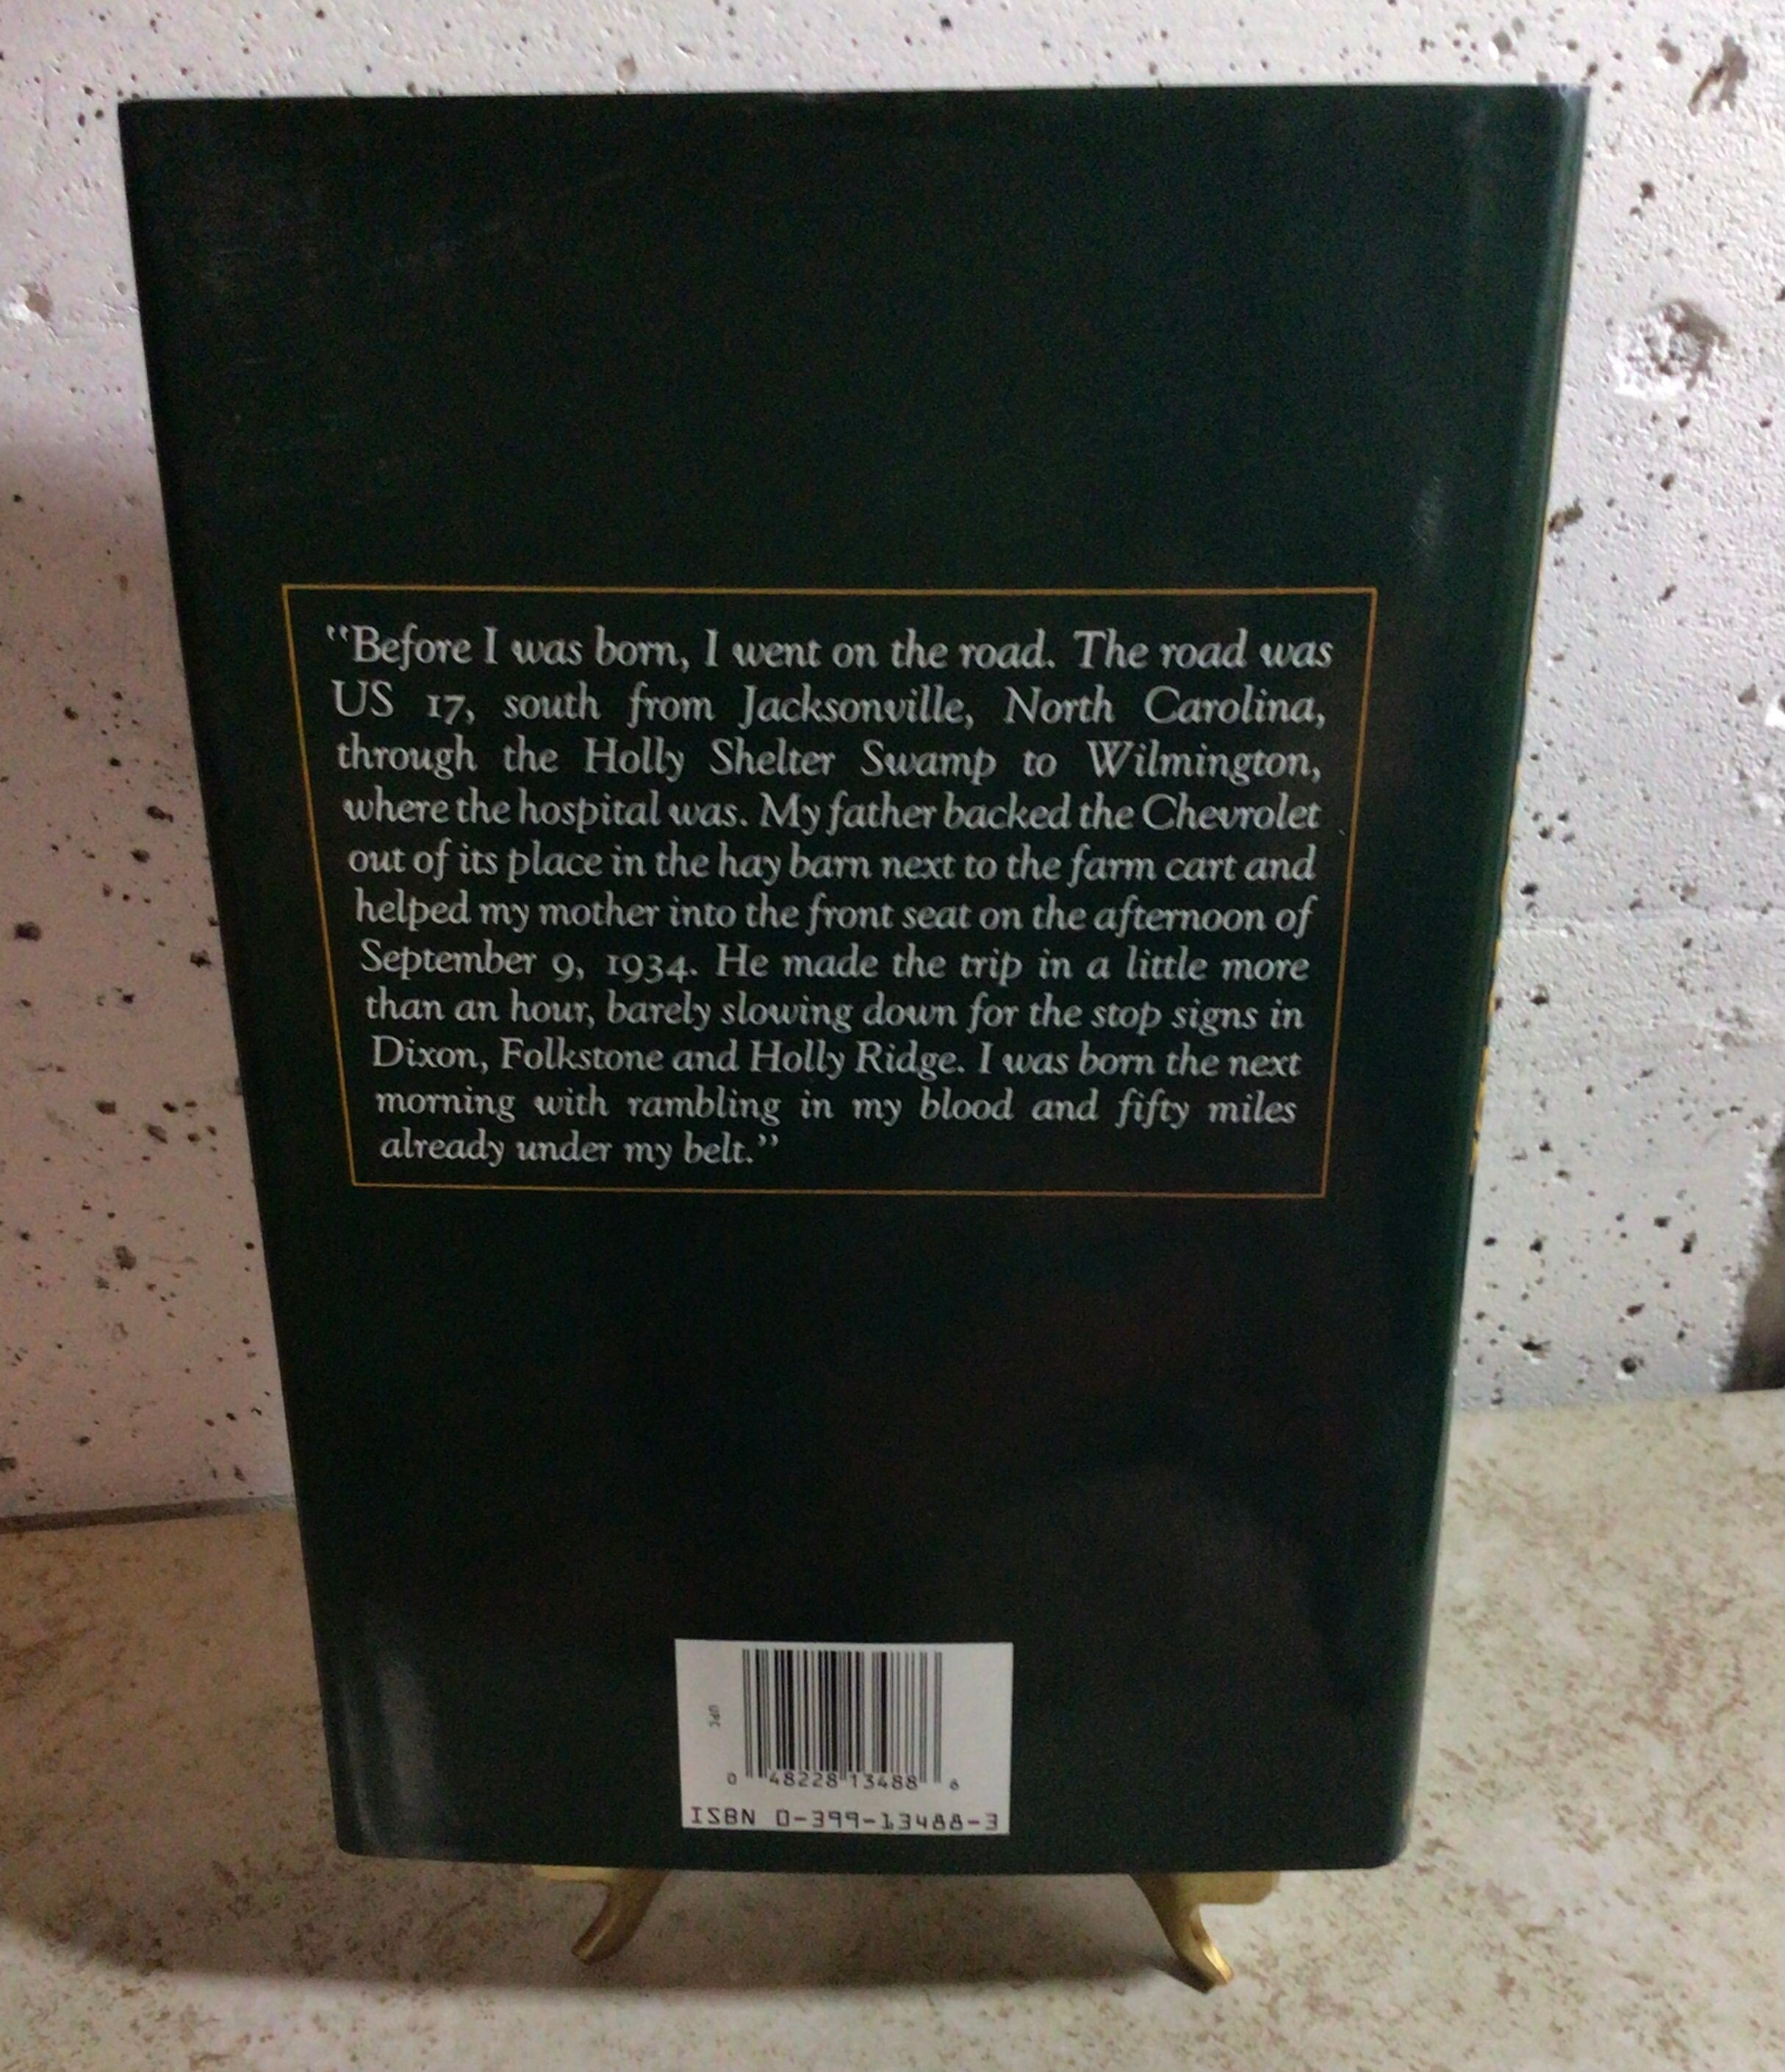 “Before I was born, I went on the road. The road was
US 17, south from Jacksonville, North Carolina,
through the Holly Shelter Swamp to Wilmington,
where the hospital was. My father backed the Chevrolet
out of its place in the hay barn next to the farm cart and
helped my mother into the front seat on the afternoon of
September 9, 1934. He made the trip in a little more
than an hour, barely slowing down for the stop signs in
Dixon, Folkstone and Holly Ridge. I was born the next
morning with rambling in my blood and fifty miles
already under my belt.”
UPC
0 48228 13488 6
ISBN 0-399-13488-3